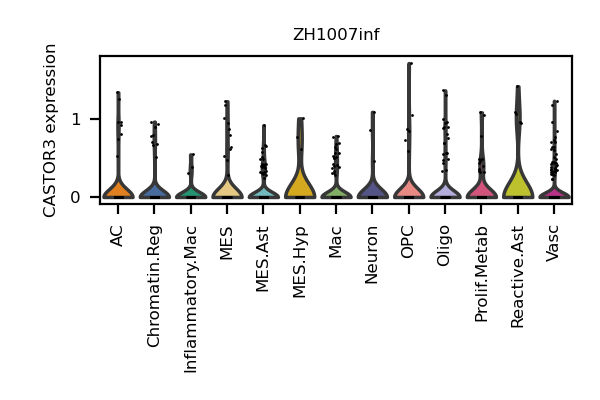 ZH1007inf
CASTOR3 expression
1
0
AC
Chromatin.Reg
Inflammatory.Mac
MES
MES.Ast
MES.Hyp
Mac
Neuron
OPC
Oligo
Prolif.Metab
Reactive.Ast
Vasc